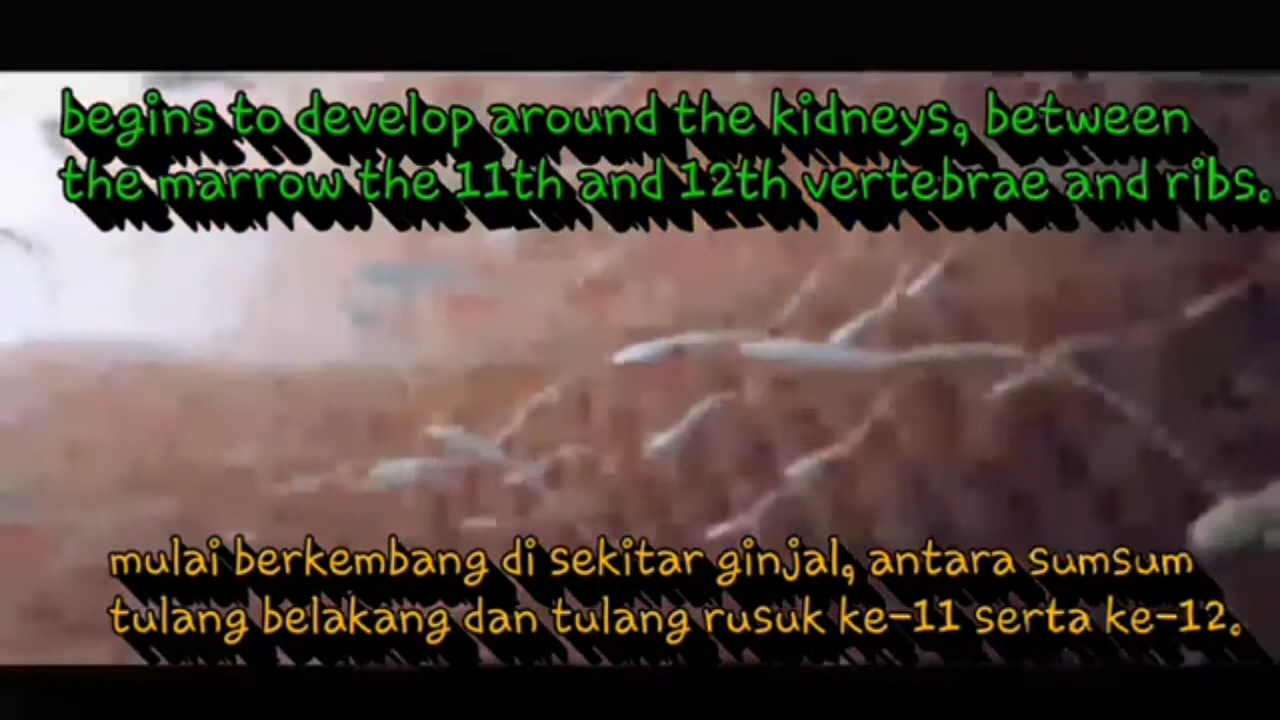 begins to develop around the kidneys, between
the marrow the 11th and 12th vertebrae and ribs.
mulai berkembang di sekitar ginjal, antara sumsum
tulang belakang dan tulang rusuk ke-11 serta ke-12.